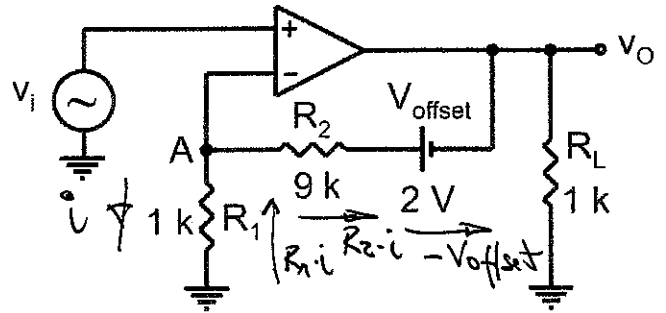 +
v_i
−
v_O
V_offset
R_2
A
R_L
9 k
2 V
1 k
i
1 k
R_1
R_1·i
R_2·i
-V_offset